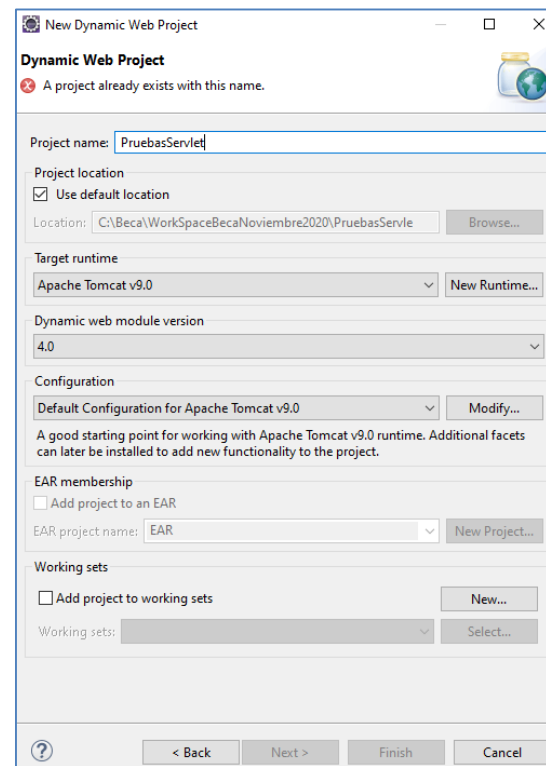 New Dynamic Web Project
Dynamic Web Project
A project already exists with this name.
Project name: PruebasServlet
Project location
Use default location
Location: C:\Beca\WorkSpaceBecaNoviembre2020\PruebasServle Browse...
Target runtime
Apache Tomcat v9.0 New Runtime...
Dynamic web module version
4.0
Configuration
Default Configuration for Apache Tomcat v9.0 Modify...
A good starting point for working with Apache Tomcat v9.0 runtime. Additional facets
can later be installed to add new functionality to the project.
EAR membership
Add project to an EAR
EAR project name: EAR New Project...
Working sets
Add project to working sets New...
Working sets: Select...
? < Back Next > Finish Cancel